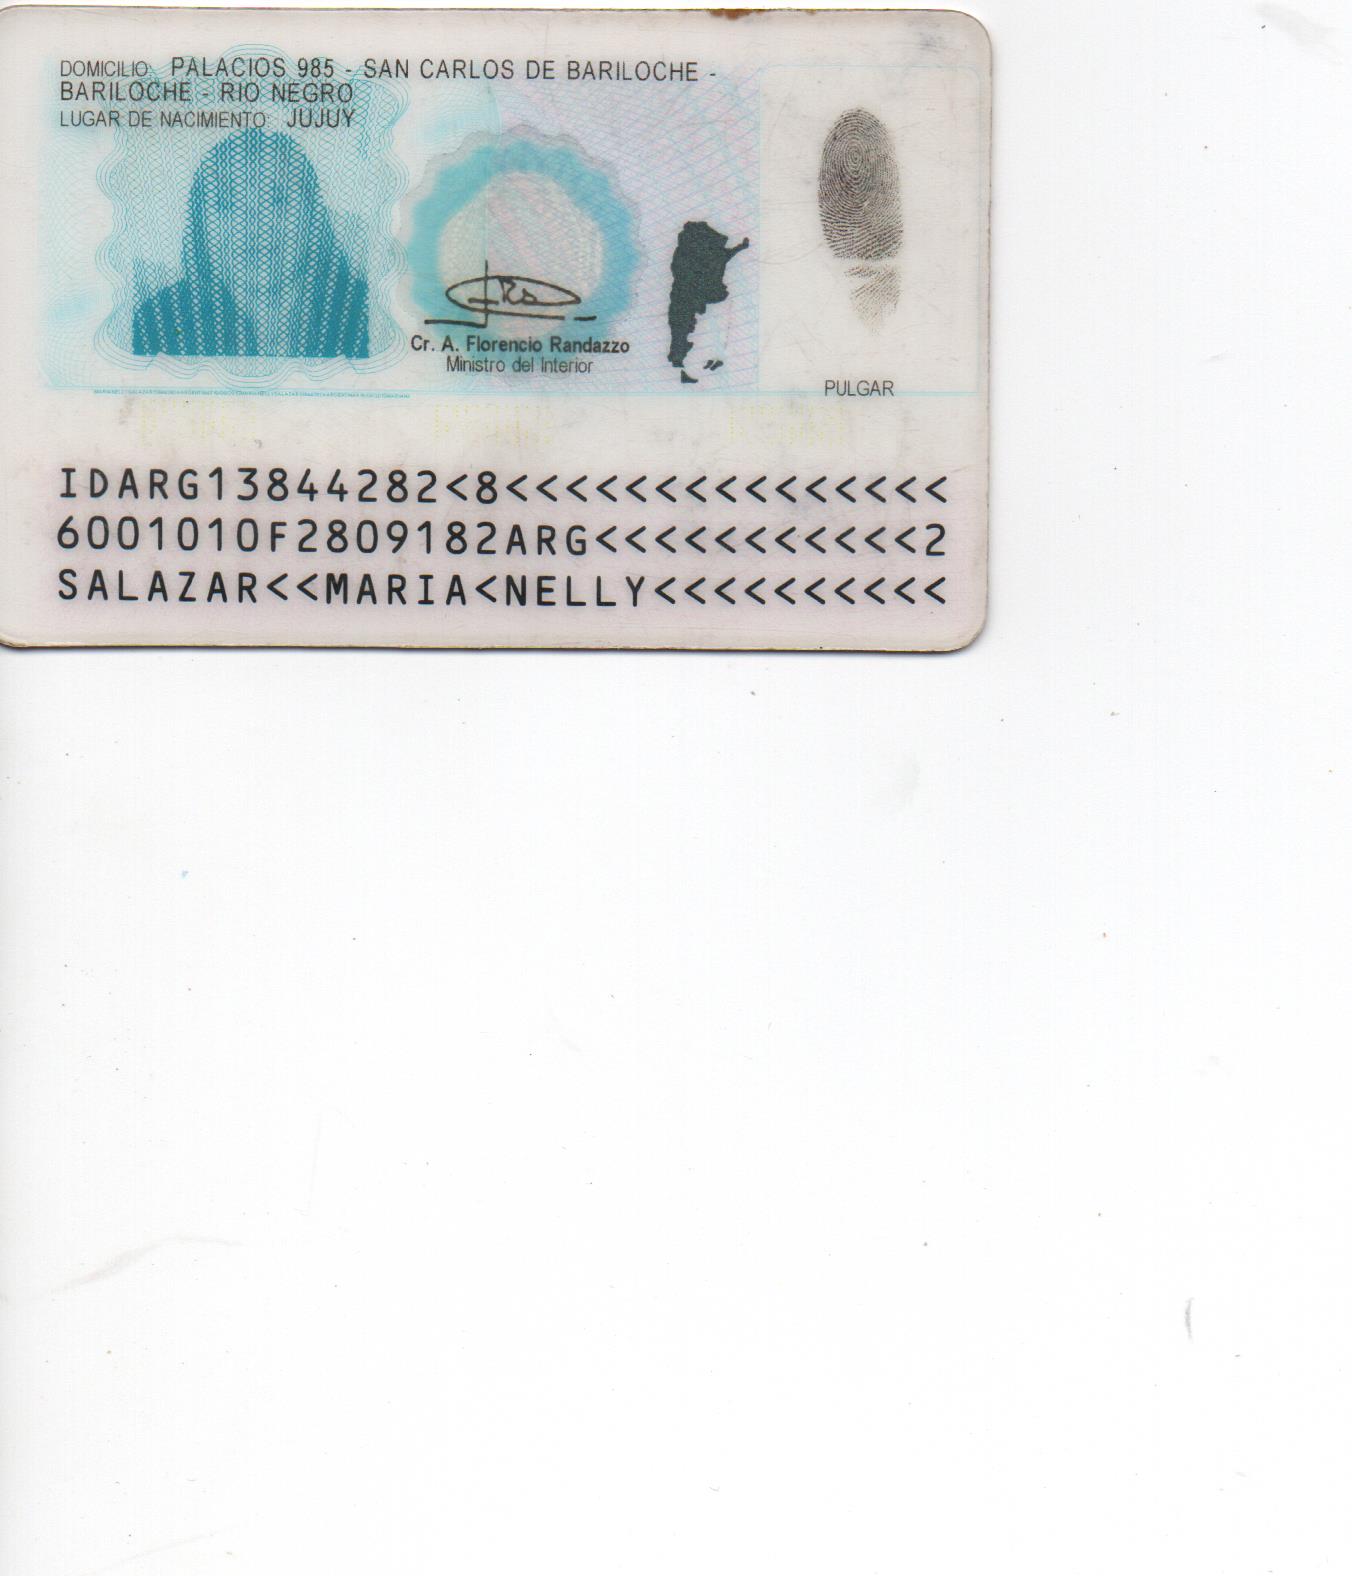 DOMICILIO: PALACIOS 985 - SAN CARLOS DE BARILOCHE -
BARILOCHE - RIO NEGRO
LUGAR DE NACIMIENTO: JUJUY
Cr. A. Florencio Randazzo
Ministro del Interior
PULGAR
IDARG13844282<8<<<<<<<<<<<<<<<
6001010F2809182ARG<<<<<<<<<<<2
SALAZAR<<MARIA<NELLY<<<<<<<<<<